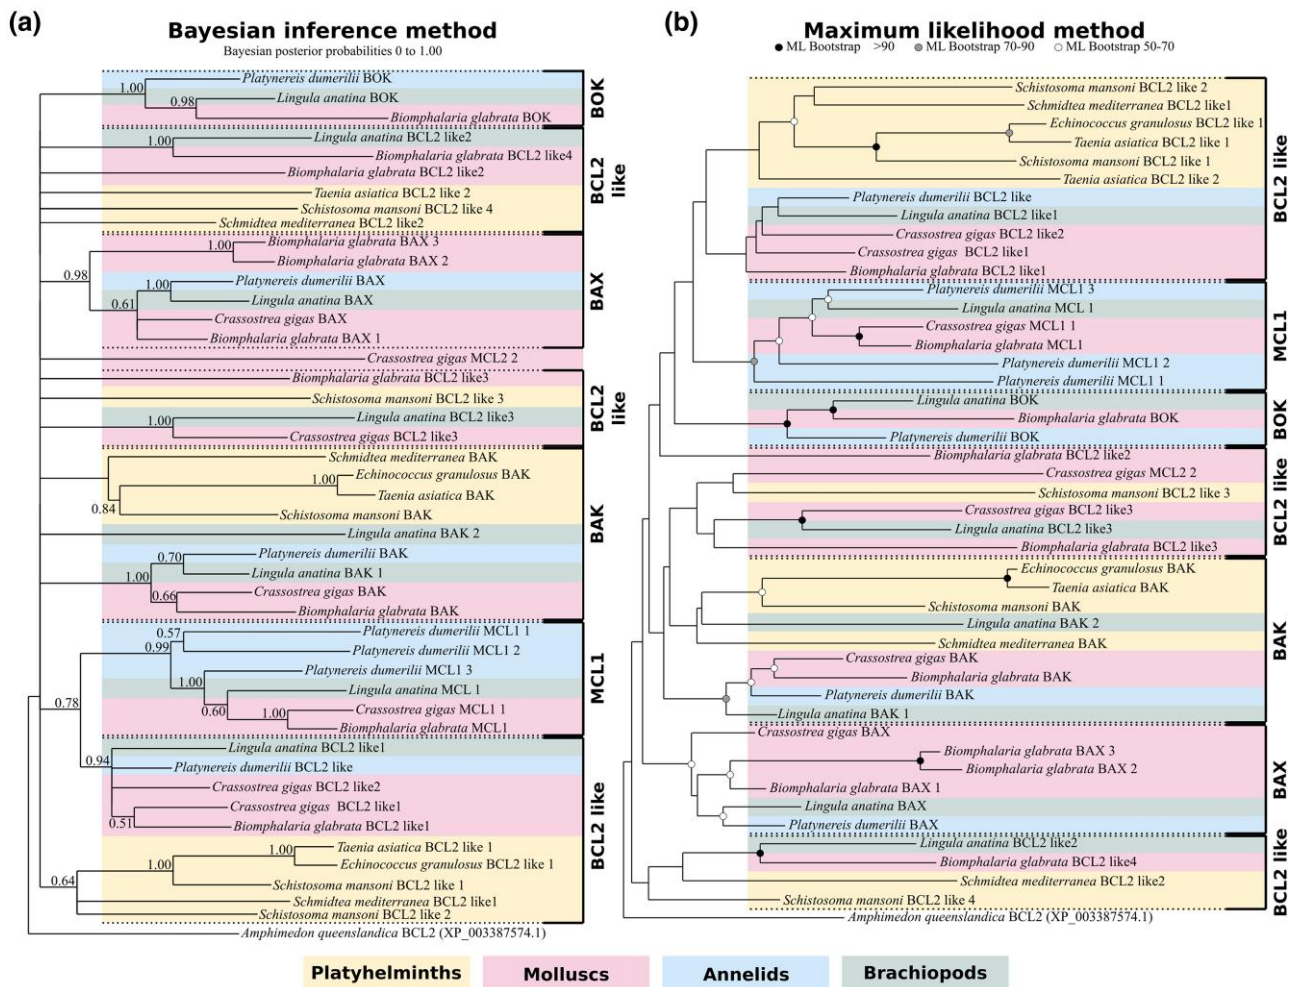 (a)
Bayesian inference method
Bayesian posterior probabilities 0 to 1.00
1.00
Platynereis dumerilii BOK
Lingula anatina BOK
0.98
Biomphalaria glabrata BOK
BOK
Lingula anatina BCL2 like2
1.00
Biomphalaria glabrata BCL2 like4
Biomphalaria glabrata BCL2 like2
Taenia asiatica BCL2 like 2
Schistosoma mansoni BCL2 like 4
Schmidtea mediterranea BCL2 like2
BCL2 like
Biomphalaria glabrata BAX 3
1.00
Biomphalaria glabrata BAX 2
0.98
Platynereis dumerilii BAX
1.00
Lingula anatina BAX
0.61
Crassostrea gigas BAX
Biomphalaria glabrata BAX 1
BAX
Crassostrea gigas MCL2 2
Biomphalaria glabrata BCL2 like3
Schistosoma mansoni BCL2 like 3
Lingula anatina BCL2 like3
1.00
Crassostrea gigas BCL2 like3
BCL2 like
Schmidtea mediterranea BAK
Echinococcus granulosus BAK
1.00
Taenia asiatica BAK
0.84
Schistosoma mansoni BAK
Lingula anatina BAK 2
Platynereis dumerilii BAK
0.70
Lingula anatina BAK 1
1.00
Crassostrea gigas BAK
0.66
Biomphalaria glabrata BAK
BAK
Platynereis dumerilii MCL1 1
0.57
0.99
Platynereis dumerilii MCL1 2
Platynereis dumerilii MCL1 3
1.00
Lingula anatina MCL 1
0.60
Crassostrea gigas MCL1 1
1.00
Biomphalaria glabrata MCL1
MCL1
0.78
Lingula anatina BCL2 like1
0.94
Platynereis dumerilii BCL2 like
Crassostrea gigas BCL2 like2
Crassostrea gigas BCL2 like1
0.51
Biomphalaria glabrata BCL2 like1
Taenia asiatica BCL2 like 1
1.00
Echinococcus granulosus BCL2 like 1
1.00
Schistosoma mansoni BCL2 like 1
0.64
Schmidtea mediterranea BCL2 like1
Schistosoma mansoni BCL2 like 2
BCL2 like
Amphimedon queenslandica BCL2 (XP_003387574.1)
(b)
Maximum likelihood method
ML Bootstrap >90 ML Bootstrap 70-90 ML Bootstrap 50-70
Schistosoma mansoni BCL2 like 2
Schmidtea mediterranea BCL2 like1
Echinococcus granulosus BCL2 like 1
Taenia asiatica BCL2 like 1
Schistosoma mansoni BCL2 like 1
Taenia asiatica BCL2 like 2
Platynereis dumerilii BCL2 like
Lingula anatina BCL2 like1
Crassostrea gigas BCL2 like2
Crassostrea gigas BCL2 like1
Biomphalaria glabrata BCL2 like1
BCL2 like
Platynereis dumerilii MCL1 3
Lingula anatina MCL 1
Crassostrea gigas MCL1 1
Biomphalaria glabrata MCL1
Platynereis dumerilii MCL1 2
Platynereis dumerilii MCL1 1
MCL1
Lingula anatina BOK
Biomphalaria glabrata BOK
Platynereis dumerilii BOK
BOK
Biomphalaria glabrata BCL2 like2
Crassostrea gigas MCL2 2
Schistosoma mansoni BCL2 like 3
Crassostrea gigas BCL2 like3
Lingula anatina BCL2 like3
Biomphalaria glabrata BCL2 like3
BCL2 like
Echinococcus granulosus BAK
Taenia asiatica BAK
Schistosoma mansoni BAK
Lingula anatina BAK 2
Schmidtea mediterranea BAK
Crassostrea gigas BAK
Biomphalaria glabrata BAK
Platynereis dumerilii BAK
Lingula anatina BAK 1
BAK
Crassostrea gigas BAX
Biomphalaria glabrata BAX 3
Biomphalaria glabrata BAX 2
Biomphalaria glabrata BAX 1
Lingula anatina BAX
Platynereis dumerilii BAX
BAX
Lingula anatina BCL2 like2
Biomphalaria glabrata BCL2 like4
Schmidtea mediterranea BCL2 like2
Schistosoma mansoni BCL2 like 4
BCL2 like
Amphimedon queenslandica BCL2 (XP_003387574.1)
Platyhelminths
Molluscs
Annelids
Brachiopods